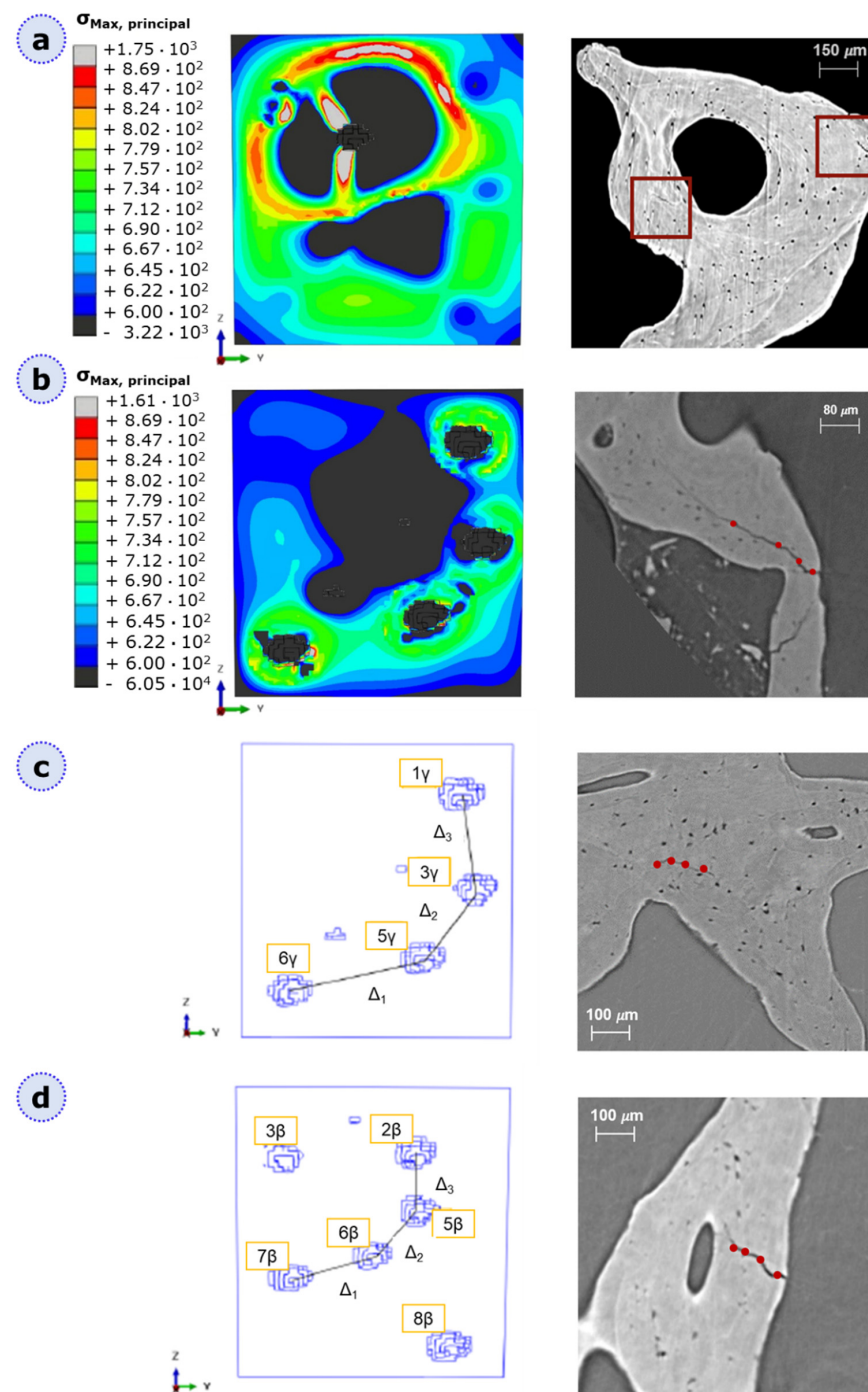 a
σMax, principal
+1.75 · 10³
+ 8.69 · 10²
+ 8.47 · 10²
+ 8.24 · 10²
+ 8.02 · 10²
+ 7.79 · 10²
+ 7.57 · 10²
+ 7.34 · 10²
+ 7.12 · 10²
+ 6.90 · 10²
+ 6.67 · 10²
+ 6.45 · 10²
+ 6.22 · 10²
+ 6.00 · 10²
- 3.22 · 10³
Z
Y
150 μm
b
σMax, principal
+1.61 · 10³
+ 8.69 · 10²
+ 8.47 · 10²
+ 8.24 · 10²
+ 8.02 · 10²
+ 7.79 · 10²
+ 7.57 · 10²
+ 7.34 · 10²
+ 7.12 · 10²
+ 6.90 · 10²
+ 6.67 · 10²
+ 6.45 · 10²
+ 6.22 · 10²
+ 6.00 · 10²
- 6.05 · 10⁴
Z
Y
80 μm
c
1γ
Δ₃
3γ
Δ₂
5γ
6γ
Δ₁
Z
Y
100 μm
d
3β
2β
Δ₃
5β
6β
Δ₂
7β
Δ₁
8β
Z
Y
100 μm